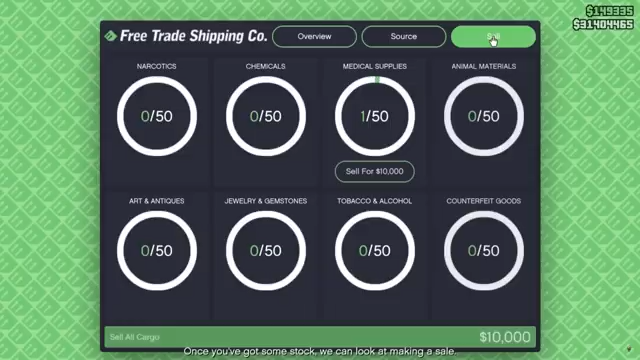 $149335
$31404465
Free Trade Shipping Co.
Overview
Source
Sell
NARCOTICS
CHEMICALS
MEDICAL SUPPLIES
ANIMAL MATERIALS
0/50
0/50
1/50
0/50
Sell For $10,000
ART & ANTIQUES
JEWELRY & GEMSTONES
TOBACCO & ALCOHOL
COUNTERFEIT GOODS
0/50
0/50
0/50
0/50
Sell All Cargo
$10,000
Once you've got some stock, we can look at making a sale.